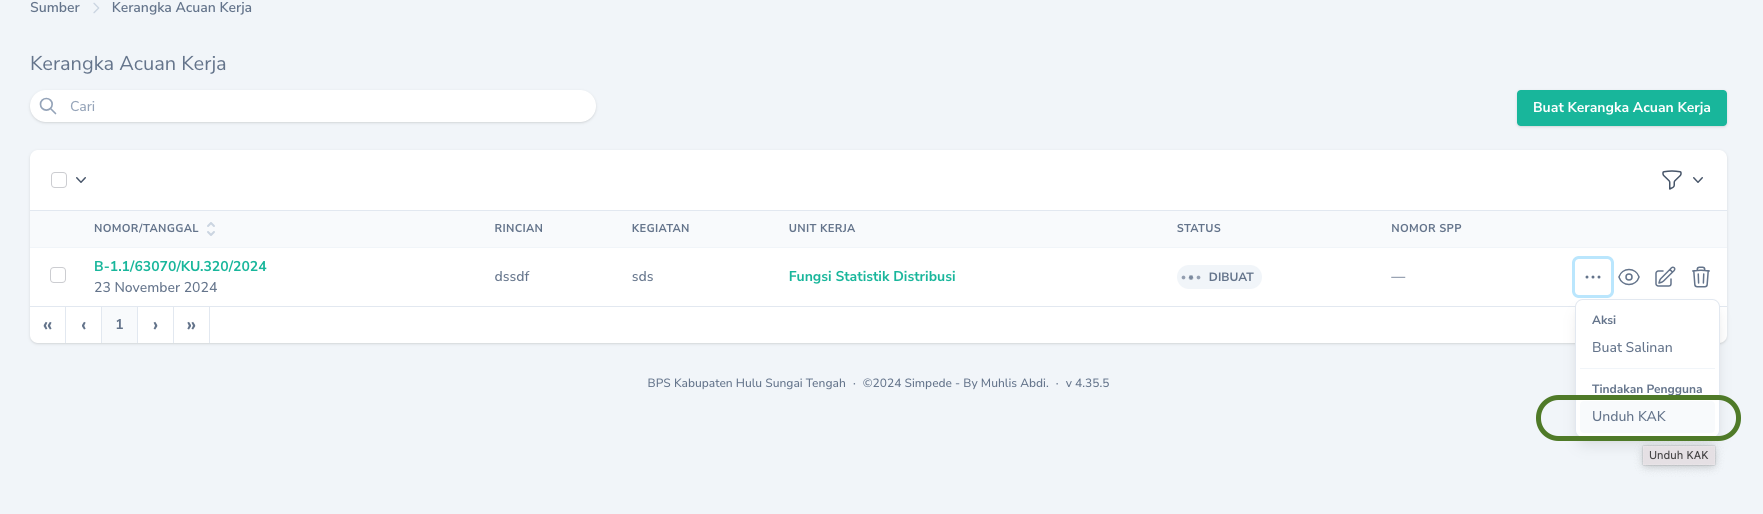 Sumber > Kerangka Acuan Kerja
Kerangka Acuan Kerja
Cari
Buat Kerangka Acuan Kerja
NOMOR/TANGGAL RINCIAN KEGIATAN UNIT KERJA STATUS NOMOR SPP
B-1.1/63070/KU.320/2024
23 November 2024
dssdf sds Fungsi Statistik Distribusi DIBUAT —
« ‹ 1 › »
Aksi
Buat Salinan
Tindakan Pengguna
Unduh KAK
Unduh KAK
BPS Kabupaten Hulu Sungai Tengah · ©2024 Simpede - By Muhlis Abdi. · v 4.35.5